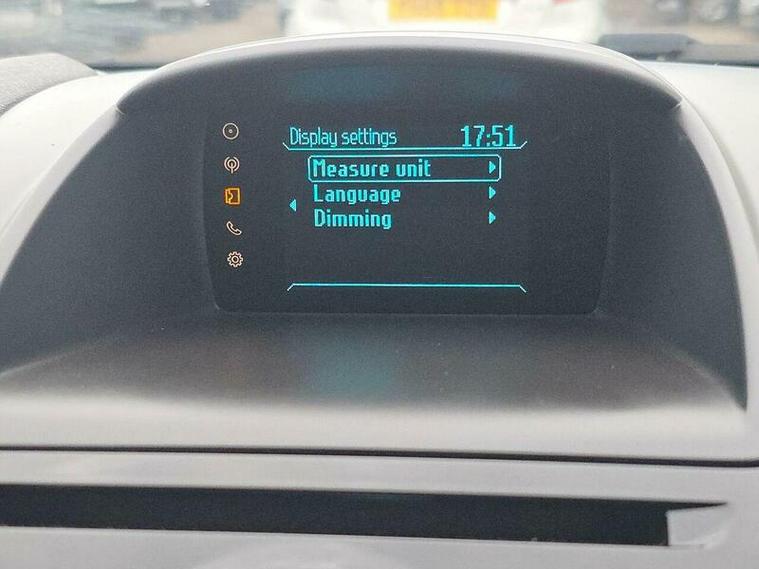 Display settings 17:51
Measure unit
Language
Dimming